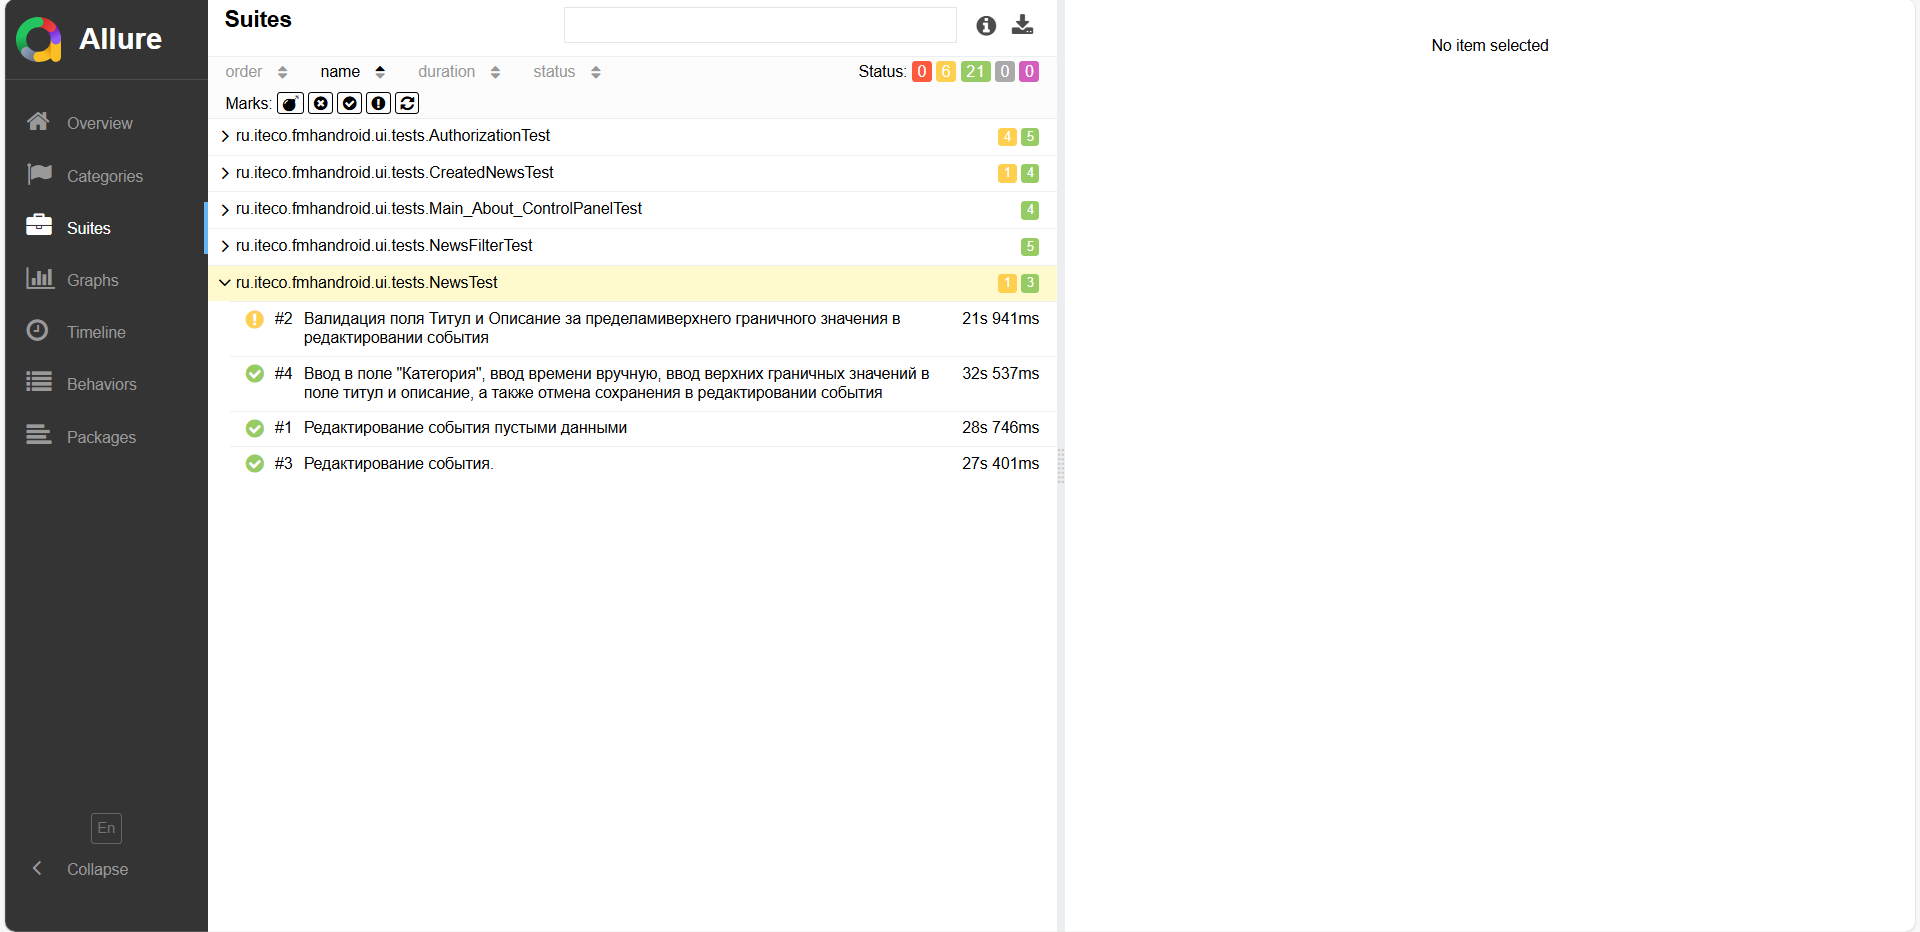 Allure
Overview
Categories
Suites
Graphs
Timeline
Behaviors
Packages
En
Collapse
Suites
order name duration status Status: 0 6 21 0 0
Marks:
ru.iteco.fmhandroid.ui.tests.AuthorizationTest 4 5
ru.iteco.fmhandroid.ui.tests.CreatedNewsTest 1 4
ru.iteco.fmhandroid.ui.tests.Main_About_ControlPanelTest 4
ru.iteco.fmhandroid.ui.tests.NewsFilterTest 5
ru.iteco.fmhandroid.ui.tests.NewsTest 1 3
#2 Валидация поля Титул и Описание за пределамиверхнего граничного значения в 21s 941ms
редактировании события
#4 Ввод в поле "Категория", ввод времени вручную, ввод верхних граничных значений в 32s 537ms
поле титул и описание, а также отмена сохранения в редактировании события
#1 Редактирование события пустыми данными 28s 746ms
#3 Редактирование события. 27s 401ms
No item selected